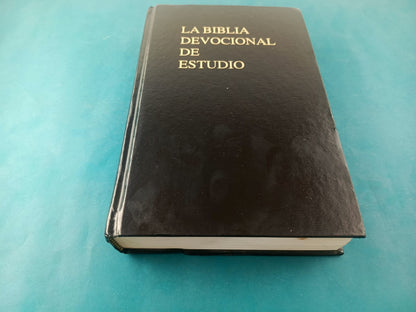 LA BIBLIA
DEVOCIONAL
DE
ESTUDIO